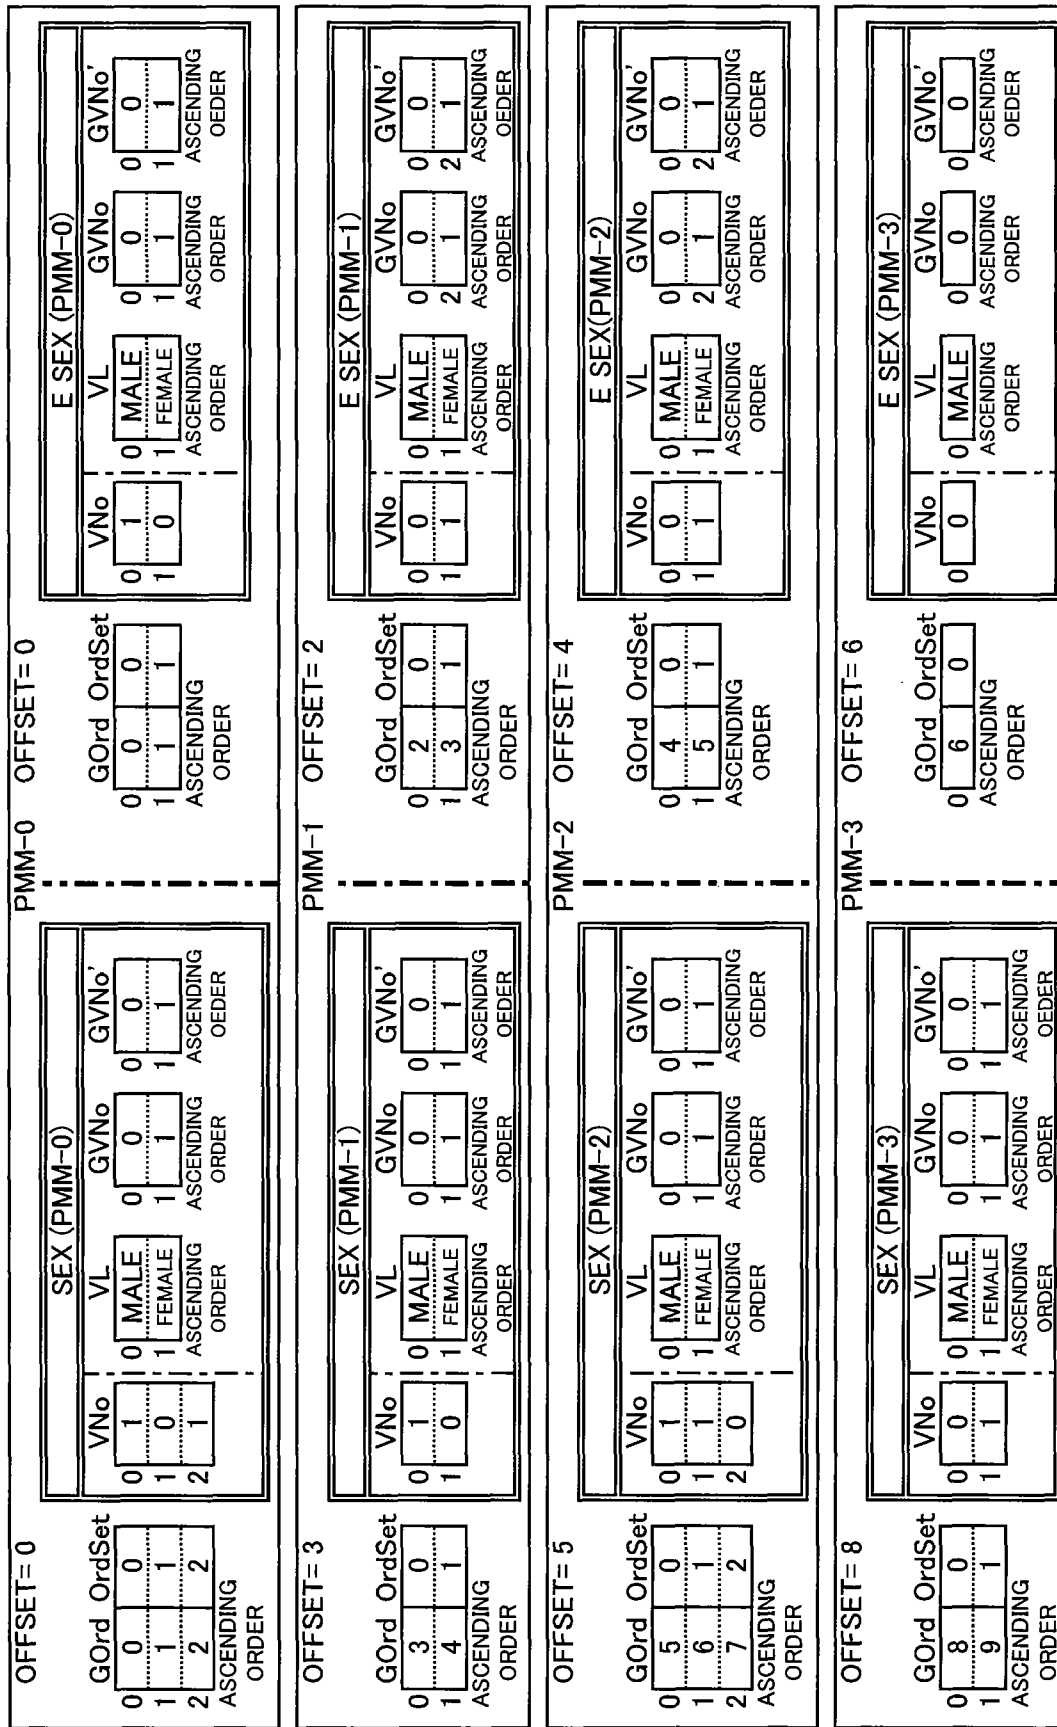 OFFSET= 0 PMM-0 OFFSET= 0
SEX (PMM-0) E SEX (PMM-0)
GOrd OrdSet VNo VL GVNo GVNo' GOrd OrdSet VNo VL GVNo GVNo'
0 0 0 0 1 0 MALE 0 0 0 0 0 0 0 0 1 0 MALE 0 0 0 0
1 1 1 1 0 1 FEMALE 1 1 1 1 1 1 1 1 0 1 FEMALE 1 1 1 1
2 2 2 2 1 ASCENDING ASCENDING ASCENDING ASCENDING ASCENDING ASCENDING ASCENDING
ASCENDING ORDER ORDER OEDER ORDER ORDER ORDER OEDER
ORDER
OFFSET= 3 PMM-1 OFFSET= 2
SEX (PMM-1) E SEX (PMM-1)
GOrd OrdSet VNo VL GVNo GVNo' GOrd OrdSet VNo VL GVNo GVNo'
0 3 0 0 1 0 MALE 0 0 0 0 0 2 0 0 0 0 MALE 0 0 0 0
1 4 1 1 0 1 FEMALE 1 1 1 1 1 3 1 1 1 1 FEMALE 2 1 2 1
ASCENDING ASCENDING ASCENDING ASCENDING ASCENDING ASCENDING ASCENDING ASCENDING
ORDER ORDER ORDER OEDER ORDER ORDER ORDER OEDER
OFFSET= 5 PMM-2 OFFSET= 4
SEX (PMM-2) E SEX(PMM-2)
GOrd OrdSet VNo VL GVNo GVNo' GOrd OrdSet VNo VL GVNo GVNo'
0 5 0 0 1 0 MALE 0 0 0 0 0 4 0 0 0 0 MALE 0 0 0 0
1 6 1 1 1 1 FEMALE 1 1 1 1 1 5 1 1 1 1 FEMALE 2 1 2 1
2 7 2 2 0 ASCENDING ASCENDING ASCENDING ASCENDING ASCENDING ASCENDING ASCENDING
ASCENDING ORDER ORDER OEDER ORDER ORDER ORDER OEDER
ORDER
OFFSET= 8 PMM-3 OFFSET= 6
SEX (PMM-3) E SEX (PMM-3)
GOrd OrdSet VNo VL GVNo GVNo' GOrd OrdSet VNo VL GVNo GVNo'
0 8 0 0 0 0 MALE 0 0 0 0 0 6 0 0 0 0 MALE 0 0 0 0
1 9 1 1 1 1 FEMALE 1 1 1 1 ASCENDING ASCENDING ASCENDING ASCENDING
ASCENDING ASCENDING ASCENDING ASCENDING ORDER ORDER ORDER OEDER
ORDER ORDER ORDER OEDER